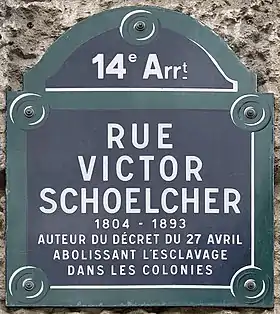 14e Arrt
RUE
VICTOR
SCHOELCHER
1804 - 1893
AUTEUR DU DÉCRET DU 27 AVRIL
ABOLISSANT L'ESCLAVAGE
DANS LES COLONIES